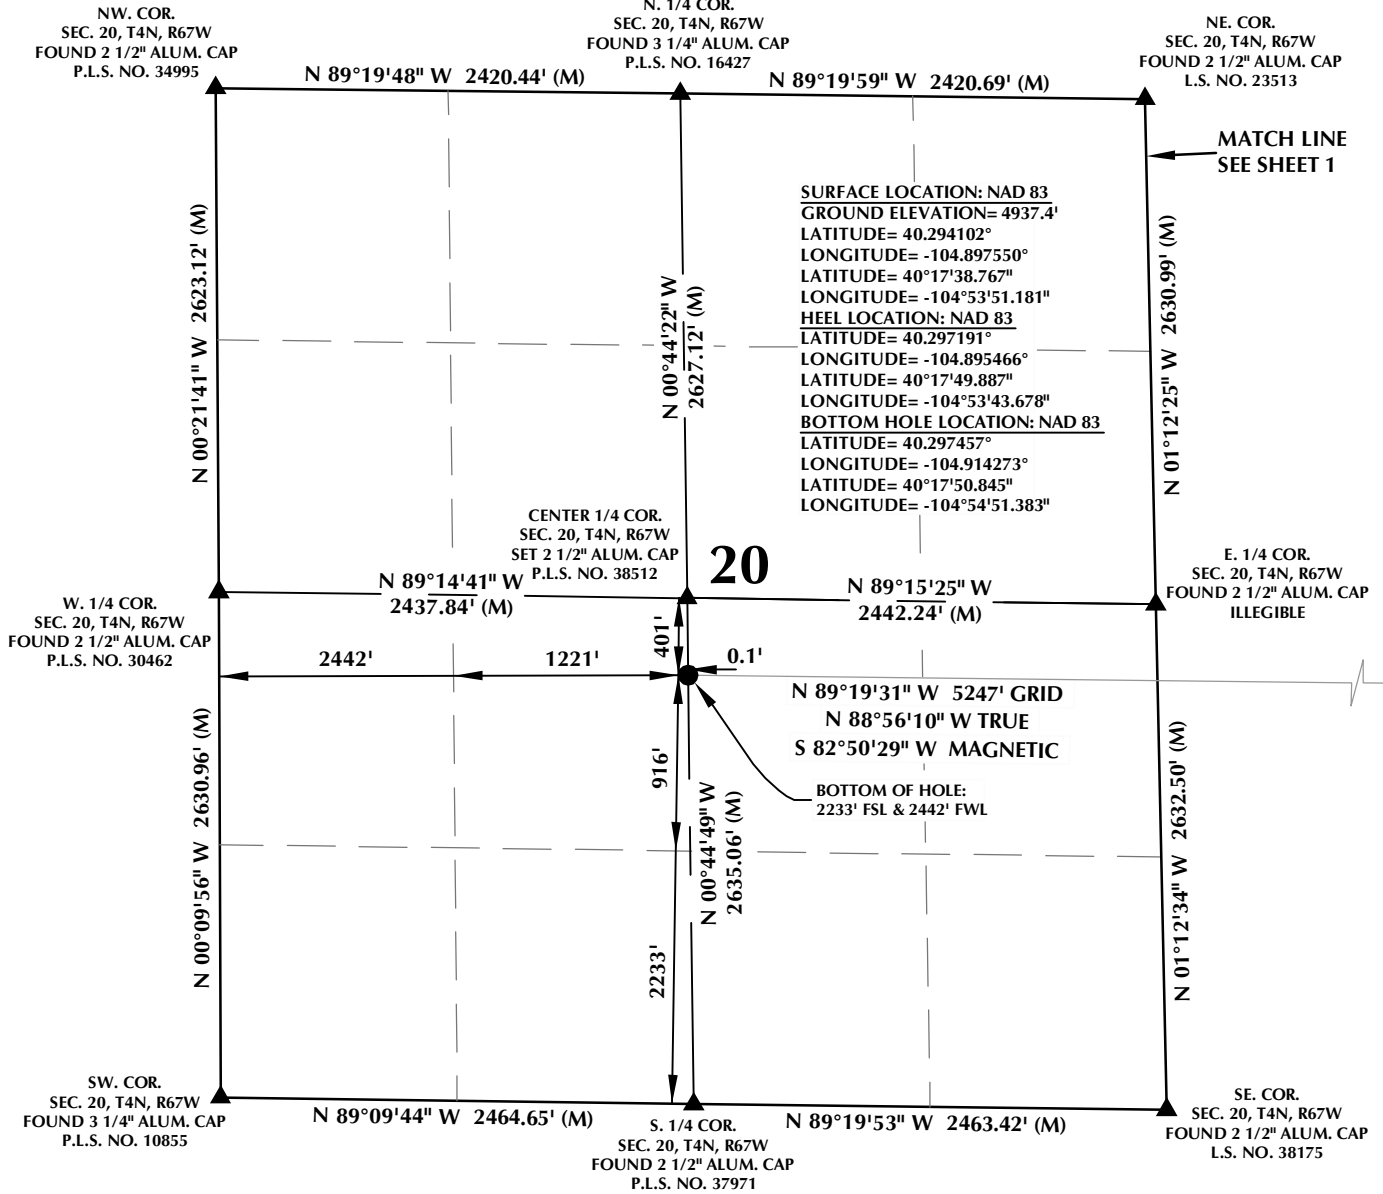 NW. COR.
SEC. 20, T4N, R67W
FOUND 2 1/2" ALUM. CAP
P.L.S. NO. 34995
N. 1/4 COR.
SEC. 20, T4N, R67W
FOUND 3 1/4" ALUM. CAP
P.L.S. NO. 16427
NE. COR.
SEC. 20, T4N, R67W
FOUND 2 1/2" ALUM. CAP
L.S. NO. 23513
N 89°19'48" W 2420.44' (M)
N 89°19'59" W 2420.69' (M)
MATCH LINE
SEE SHEET 1
SURFACE LOCATION: NAD 83
GROUND ELEVATION= 4937.4'
LATITUDE= 40.294102°
LONGITUDE= -104.897550°
LATITUDE= 40°17'38.767"
LONGITUDE= -104°53'51.181"
HEEL LOCATION: NAD 83
LATITUDE= 40.297191°
LONGITUDE= -104.895466°
LATITUDE= 40°17'49.887"
LONGITUDE= -104°53'43.678"
BOTTOM HOLE LOCATION: NAD 83
LATITUDE= 40.297457°
LONGITUDE= -104.914273°
LATITUDE= 40°17'50.845"
LONGITUDE= -104°54'51.383"
N 00°21'41" W 2623.12' (M)
N 00°44'22" W
2627.12' (M)
N 01°12'25" W 2630.99' (M)
CENTER 1/4 COR.
SEC. 20, T4N, R67W
SET 2 1/2" ALUM. CAP
P.L.S. NO. 38512
20
W. 1/4 COR.
SEC. 20, T4N, R67W
FOUND 2 1/2" ALUM. CAP
P.L.S. NO. 30462
N 89°14'41" W
2437.84' (M)
N 89°15'25" W
2442.24' (M)
E. 1/4 COR.
SEC. 20, T4N, R67W
FOUND 2 1/2" ALUM. CAP
ILLEGIBLE
2442'
1221'
401'
0.1'
N 89°19'31" W 5247' GRID
N 88°56'10" W TRUE
S 82°50'29" W MAGNETIC
916'
BOTTOM OF HOLE:
2233' FSL & 2442' FWL
N 00°09'56" W 2630.96' (M)
N 00°44'49" W
2635.06' (M)
N 01°12'34" W 2632.50' (M)
2233'
SW. COR.
SEC. 20, T4N, R67W
FOUND 3 1/4" ALUM. CAP
P.L.S. NO. 10855
N 89°09'44" W 2464.65' (M)
S. 1/4 COR.
SEC. 20, T4N, R67W
FOUND 2 1/2" ALUM. CAP
P.L.S. NO. 37971
N 89°19'53" W 2463.42' (M)
SE. COR.
SEC. 20, T4N, R67W
FOUND 2 1/2" ALUM. CAP
L.S. NO. 38175